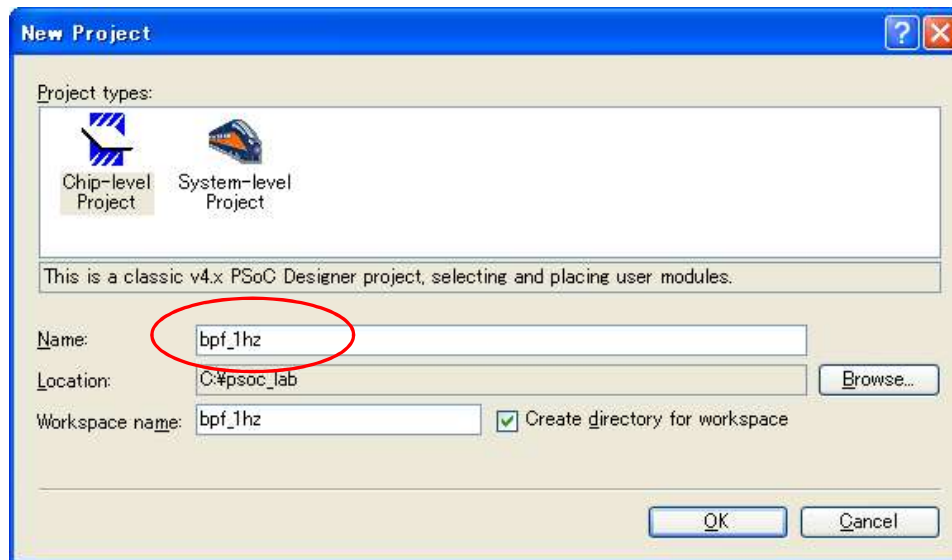 New Project
Project types:
Chip-level
Project
System-level
Project
This is a classic v4.x PSoC Designer project, selecting and placing user modules.
Name:
bpf_1hz
Location:
C:¥psoc_lab
Browse...
Workspace name:
bpf_1hz
Create directory for workspace
OK
Cancel